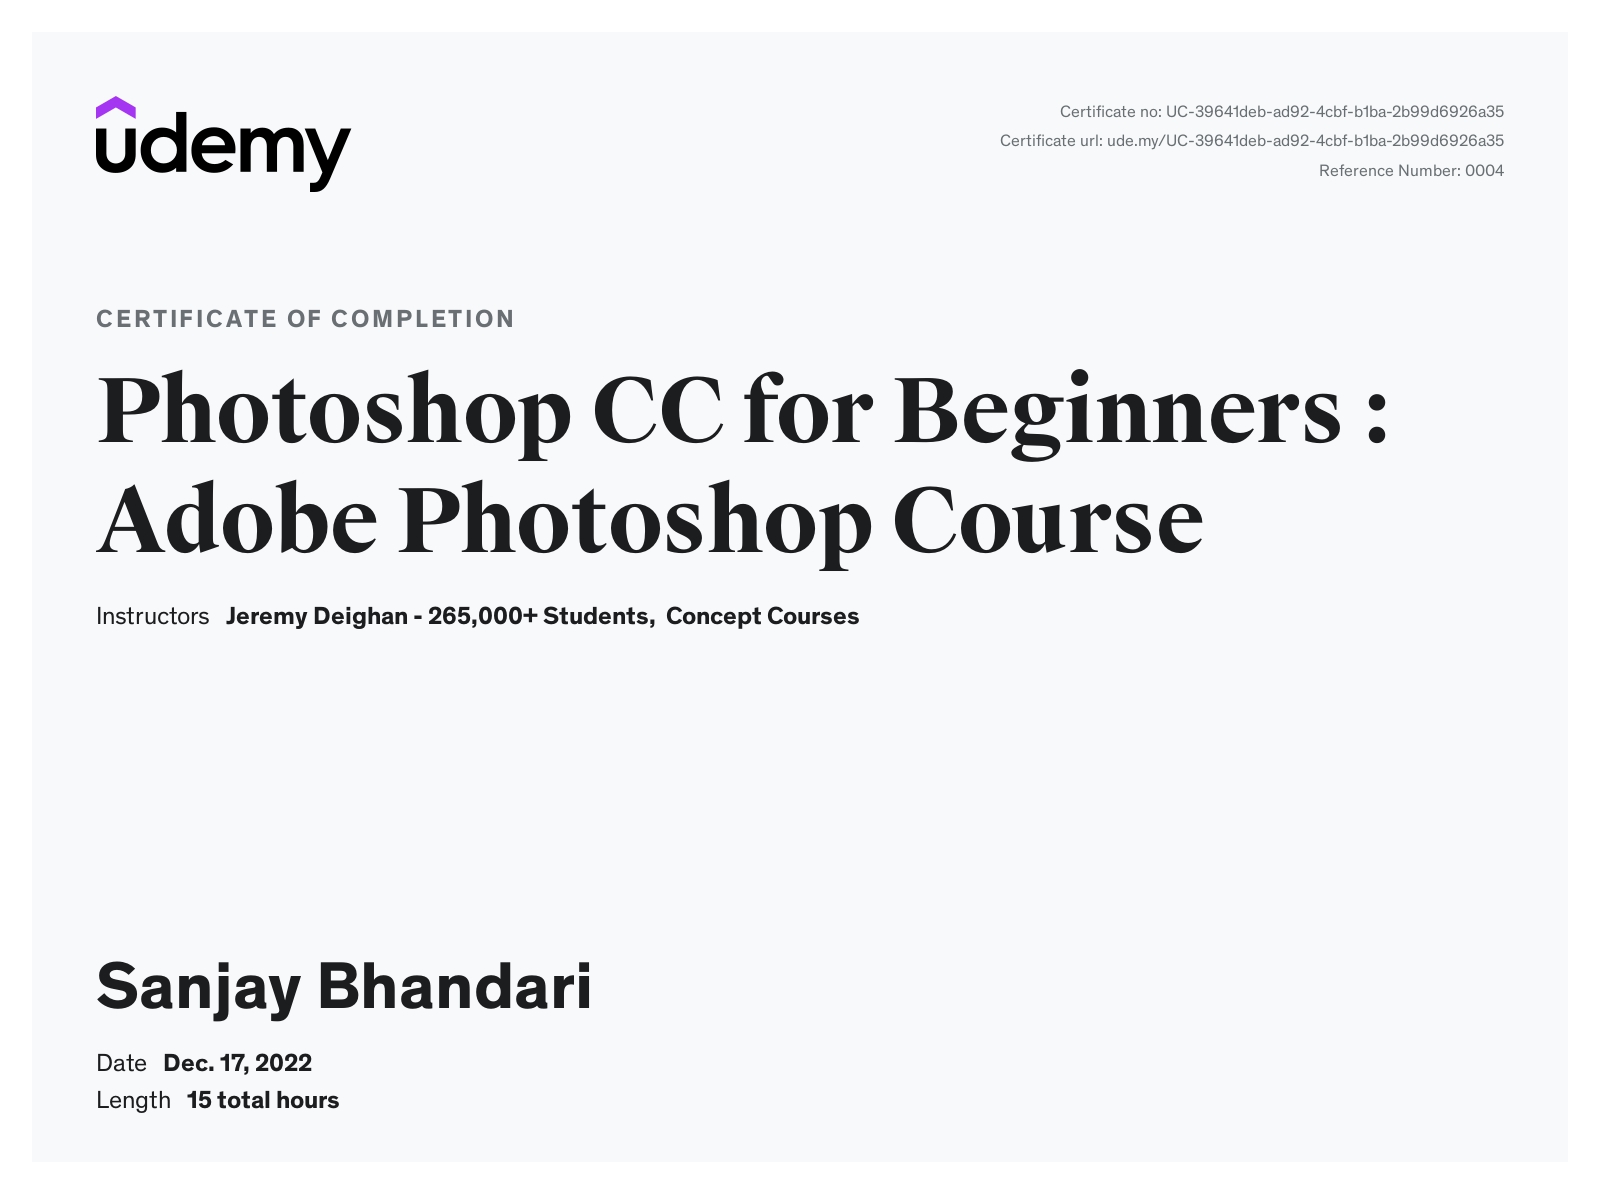 udemy
Certificate no: UC-39641deb-ad92-4cbf-b1ba-2b99d6926a35
Certificate url: ude.my/UC-39641deb-ad92-4cbf-b1ba-2b99d6926a35
Reference Number: 0004
CERTIFICATE OF COMPLETION
Photoshop CC for Beginners :
Adobe Photoshop Course
Instructors Jeremy Deighan - 265,000+ Students, Concept Courses
Sanjay Bhandari
Date Dec. 17, 2022
Length 15 total hours